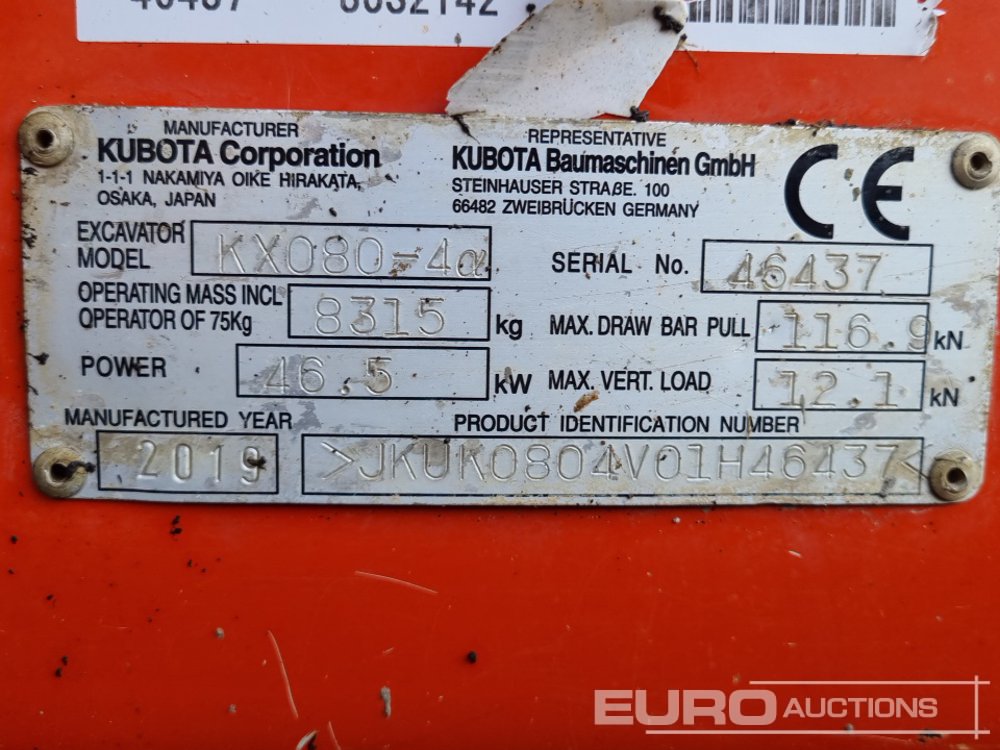 MANUFACTURER
KUBOTA Corporation
1-1-1 NAKAMIYA OIKE HIRAKATA,
OSAKA, JAPAN
REPRESENTATIVE
KUBOTA Baumaschinen GmbH
STEINHAUSER STRAßE. 100
66482 ZWEIBRÜCKEN GERMANY
CE
EXCAVATOR MODEL KX080-4α
SERIAL No. 46437
OPERATING MASS INCL
OPERATOR OF 75Kg 8315 kg
MAX. DRAW BAR PULL 116.9 kN
POWER 46.5 kW
MAX. VERT. LOAD 12.1 kN
MANUFACTURED YEAR
2019
PRODUCT IDENTIFICATION NUMBER
>JKUK0804V01H46437<
EURO AUCTIONS